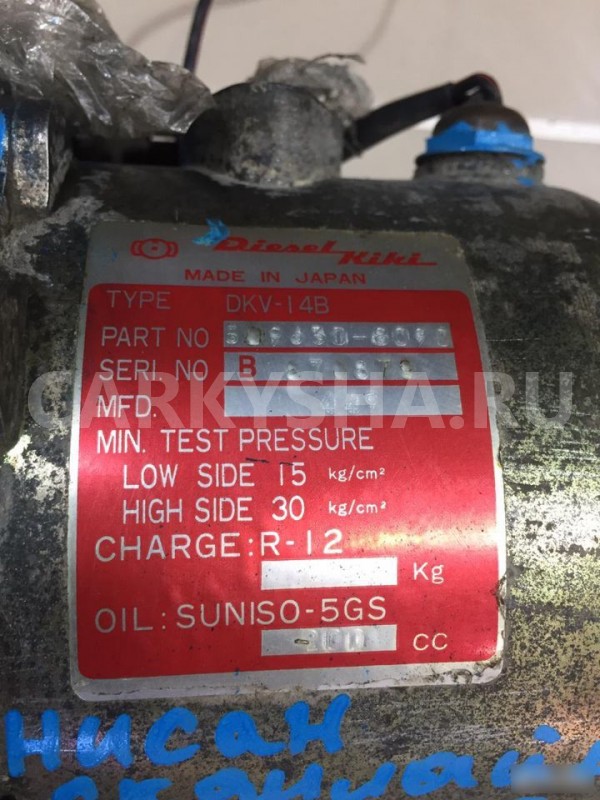 Diesel Kiki
MADE IN JAPAN
TYPE DKV-14B
PART NO
SERI. NO B
CARKYSHA.RU
MFD.
MIN. TEST PRESSURE
LOW SIDE 15 kg/cm²
HIGH SIDE 30 kg/cm²
CHARGE: R-12
Kg
OIL: SUNISO-5GS
CC
нисан